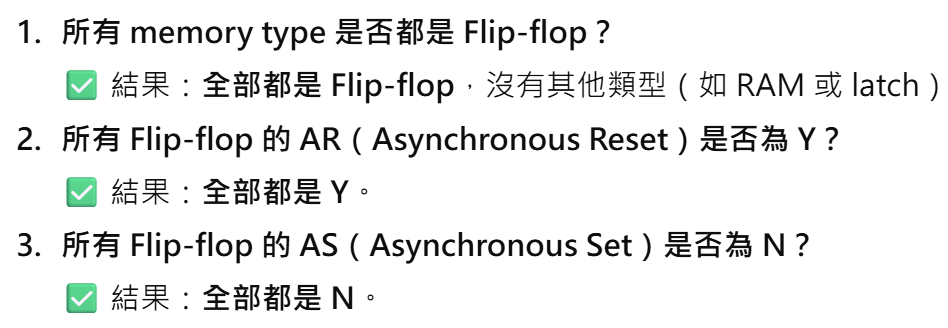 1. 所有 memory type 是否都是 Flip-flop？
✅ 結果：全部都是 Flip-flop，沒有其他類型（如 RAM 或 latch）
2. 所有 Flip-flop 的 AR（Asynchronous Reset）是否為 Y？
✅ 結果：全部都是 Y。
3. 所有 Flip-flop 的 AS（Asynchronous Set）是否為 N？
✅ 結果：全部都是 N。